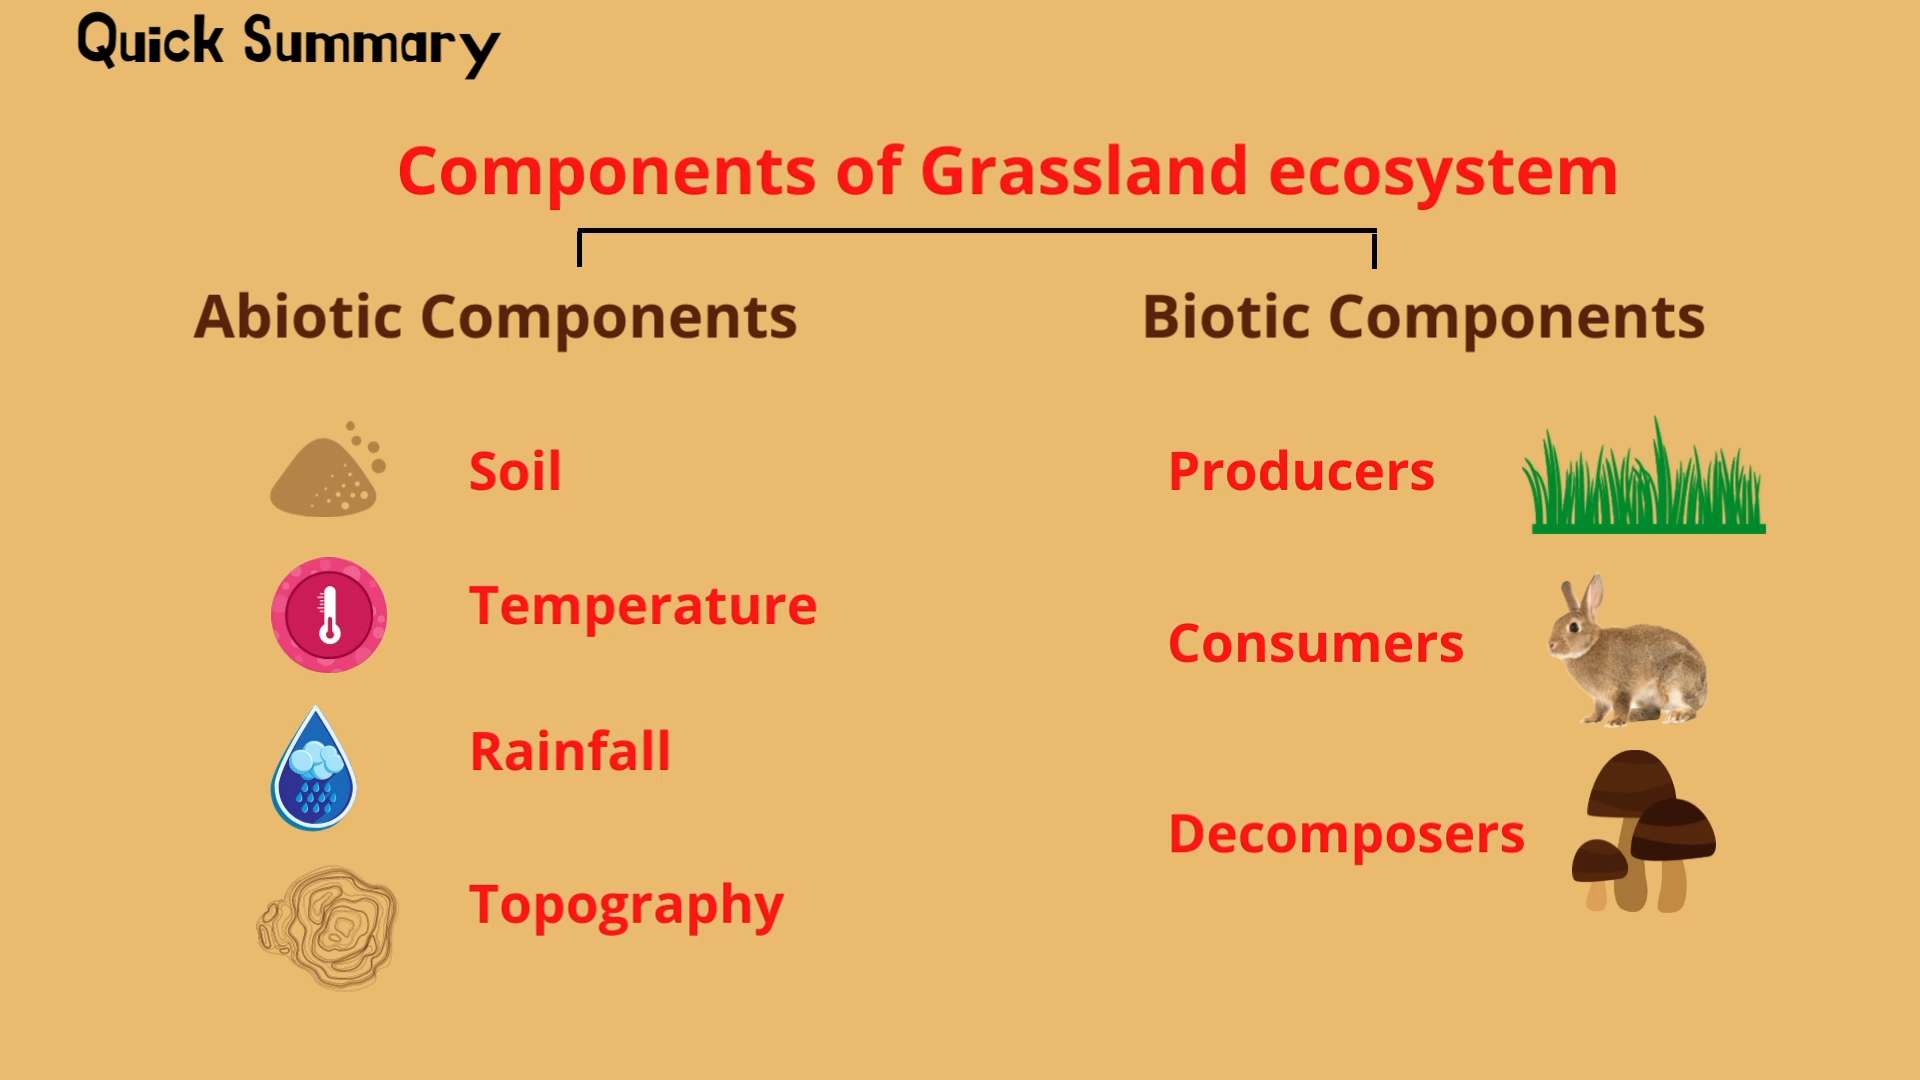 Quick Summary
Components of Grassland ecosystem
Abiotic Components
Soil
Temperature
Rainfall
Topography
Biotic Components
Producers
Consumers
Decomposers